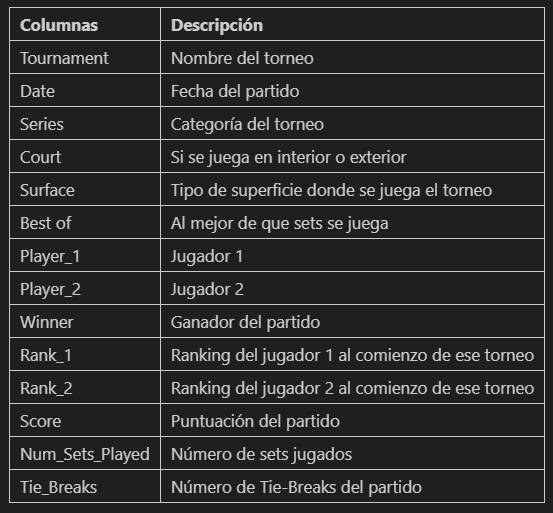 Columnas Descripción
Tournament Nombre del torneo
Date Fecha del partido
Series Categoría del torneo
Court Si se juega en interior o exterior
Surface Tipo de superficie donde se juega el torneo
Best of Al mejor de que sets se juega
Player_1 Jugador 1
Player_2 Jugador 2
Winner Ganador del partido
Rank_1 Ranking del jugador 1 al comienzo de ese torneo
Rank_2 Ranking del jugador 2 al comienzo de ese torneo
Score Puntuación del partido
Num_Sets_Played Número de sets jugados
Tie_Breaks Número de Tie-Breaks del partido